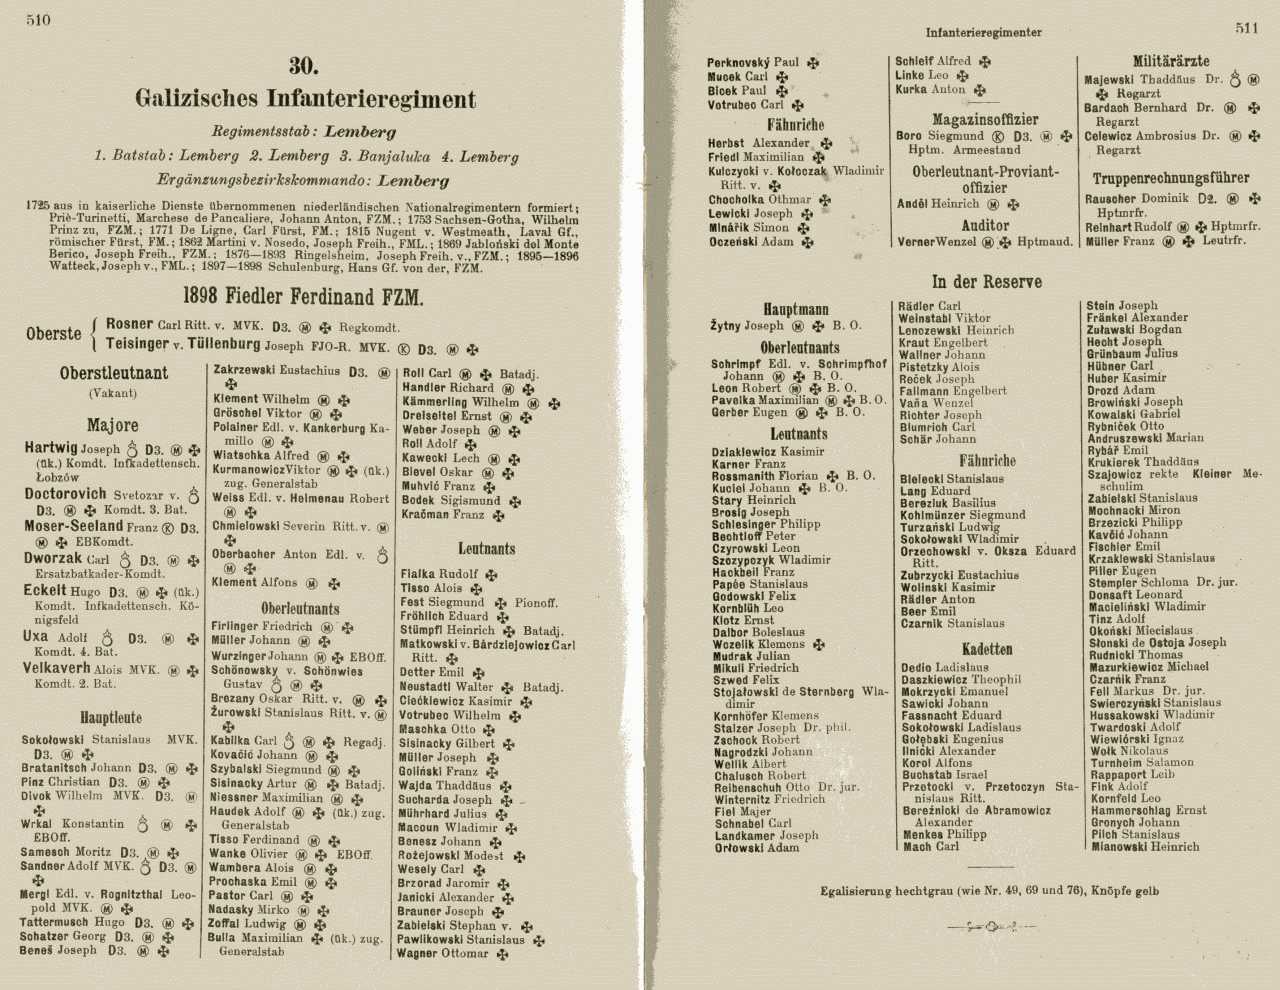 510
30.
Galizisches Infanterieregiment
Regimentsstab: Lemberg
1. Batstab: Lemberg 2. Lemberg 3. Banjaluka 4. Lemberg
Ergänzungsbezirkskommando: Lemberg
1725 aus in kaiserliche Dienste übernommenen niederländischen Nationalregimentern formiert;
Priè-Turinetti, Marchese de Pancaliere, Johann Anton, FZM.; 1753 Sachsen-Gotha, Wilhelm
Prinz zu, FZM.; 1771 De Ligne, Carl Fürst, FM.; 1815 Nugent v. Westmeath, Laval Gf.,
römischer Fürst, FM.; 1862 Martini v. Nosedo, Joseph Freih., FML.; 1869 Jabloński del Monte
Berico, Joseph Freih., FZM.; 1876—1893 Ringelsheim, Joseph Freih. v., FZM.; 1895—1896
Watteck, Joseph v., FML.; 1897—1898 Schulenburg, Hans Gf. von der, FZM.
1898 Fiedler Ferdinand FZM.
Oberste
Rosner Carl Ritt. v. MVK. D3. Ⓜ ✠ Regkomdt.
Teisinger v. Tüllenburg Joseph FJO-R. MVK. Ⓚ D3. Ⓜ ✠
Oberstleutnant
(Vakant)
Majore
Hartwig Joseph D3. Ⓜ ✠
(ük.) Komdt. Infkadettensch.
Łobzów
Doctorovich Svetozar v.
D3. Ⓜ ✠ Komdt. 3. Bat.
Moser-Seeland Franz Ⓚ D3.
Ⓜ ✠ EBKomdt.
Dworzak Carl D3. Ⓜ ✠
Ersatzbatkader-Komdt.
Eckelt Hugo D3. Ⓜ ✠ (ük.)
Komdt. Infkadettensch. Kö-
nigsfeld
Uxa Adolf D3. Ⓜ ✠
Komdt. 4. Bat.
Velkaverh Alois MVK. Ⓜ ✠
Komdt. 2. Bat.
Hauptleute
Sokołowski Stanislaus MVK.
D3. Ⓜ ✠
Bratanitsch Johann D3. Ⓜ ✠
Pinz Christian D3. Ⓜ ✠
Divok Wilhelm MVK. D3. Ⓜ
✠
Wrkal Konstantin Ⓜ ✠
EBOff.
Samesch Moritz D3. Ⓜ ✠
Sandner Adolf MVK. D3. Ⓜ
✠
Mergl Edl. v. Rognitzthal Leo-
pold MVK. Ⓜ ✠
Tattermusch Hugo D3. Ⓜ ✠
Schatzer Georg D3. Ⓜ ✠
Beneš Joseph D3. Ⓜ ✠
Zakrzewski Eustachius D3. Ⓜ
✠
Klement Wilhelm Ⓜ ✠
Gröschel Viktor Ⓜ ✠
Polainer Edl. v. Kankerburg Ka-
millo Ⓜ ✠
Wiatschka Alfred Ⓜ ✠
Kurmanowicz Viktor Ⓜ ✠ (ük.)
zug. Generalstab
Weiss Edl. v. Helmenau Robert
Ⓜ ✠
Chmielowski Severin Ritt. v. Ⓜ
✠
Oberbacher Anton Edl. v.
Ⓜ ✠
Klement Alfons Ⓜ ✠
Oberleutnants
Firlinger Friedrich Ⓜ ✠
Müller Johann Ⓜ ✠
Wurzinger Johann Ⓜ ✠ EBOff.
Schönowsky v. Schönwies
Gustav Ⓜ ✠
Brezany Oskar Ritt. v. Ⓜ ✠
Żurowski Stanislaus Ritt. v. Ⓜ
✠
Kabilka Carl Ⓜ ✠ Regadj.
Kovačić Johann Ⓜ ✠
Szybalski Siegmund Ⓜ ✠
Sisinacky Artur Ⓜ ✠ Batadj.
Niessner Maximilian Ⓜ ✠
Haudek Adolf Ⓜ ✠ (ük.) zug.
Generalstab
Tisso Ferdinand Ⓜ ✠
Wanke Olivier Ⓜ ✠ EBOff.
Wambera Alois Ⓜ ✠
Prochaska Emil Ⓜ ✠
Pastor Carl Ⓜ ✠
Nadasky Mirko Ⓜ ✠
Zoffal Ludwig Ⓜ ✠
Bulla Maximilian ✠ (ük.) zug.
Generalstab
Roll Carl Ⓜ ✠ Batadj.
Handler Richard Ⓜ ✠
Kämmerling Wilhelm Ⓜ ✠
Dreiseitel Ernst Ⓜ ✠
Weber Joseph Ⓜ ✠
Roll Adolf ✠
Kawecki Lech Ⓜ ✠
Bievel Oskar Ⓜ ✠
Muhvić Franz ✠
Bodek Sigismund ✠
Kračman Franz ✠
Leutnants
Fialka Rudolf ✠
Tisso Alois ✠
Fest Siegmund ✠ Pionoff.
Fröhlich Eduard ✠
Stümpfl Heinrich ✠ Batadj.
Matkowski v. Bárdziejowicz Carl
Ritt. ✠
Detter Emil ✠
Neustadtl Walter ✠ Batadj.
Ciećkiewicz Kasimir ✠
Votrubec Wilhelm ✠
Maschka Otto ✠
Sisinacky Gilbert ✠
Müller Joseph ✠
Goliński Franz ✠
Wajda Thaddäus ✠
Sucharda Joseph ✠
Mührhard Julius ✠
Macoun Wladimir ✠
Benesz Johann ✠
Rożejowski Modest ✠
Wesely Carl ✠
Brzorad Jaromir ✠
Janicki Alexander ✠
Brauner Joseph ✠
Zabielski Stephan v. ✠
Pawlikowski Stanislaus ✠
Wagner Ottomar ✠
Infanterieregimenter
511
Perknovský Paul ✠
Mucek Carl ✠
Bicek Paul ✠
Votrubec Carl ✠
Fähnriche
Herbst Alexander ✠
Friedl Maximilian ✠
Kulczycki v. Kołoczak Wladimir
Ritt. v. ✠
Chocholka Othmar ✠
Lewicki Joseph ✠
Mlnářik Simon ✠
Oczeński Adam ✠
Schleif Alfred ✠
Linke Leo ✠
Kurka Anton ✠
Magazinsoffizier
Boro Siegmund Ⓚ D3. Ⓜ ✠
Hptm. Armeestand
Oberleutnant-Proviant-
offizier
Anděl Heinrich Ⓜ ✠
Auditor
Verner Wenzel Ⓜ ✠ Hptmaud.
Militärärzte
Majewski Thaddäus Dr. Ⓜ
✠ Regarzt
Bardach Bernhard Dr. Ⓜ ✠
Regarzt
Celewicz Ambrosius Dr. Ⓜ ✠
Regarzt
Truppenrechnungsführer
Rauscher Dominik D2. Ⓜ ✠
Hptmrfr.
Reinhart Rudolf Ⓜ ✠ Hptmrfr.
Müller Franz Ⓜ ✠ Leutrfr.
In der Reserve
Hauptmann
Żytny Joseph Ⓜ ✠ B. O.
Oberleutnants
Schrimpf Edl. v. Schrimpfhof
Johann Ⓜ ✠ B. O.
Leon Robert Ⓜ ✠ B. O.
Pavelka Maximilian Ⓜ ✠ B. O.
Gerber Eugen Ⓜ ✠ B. O.
Leutnants
Dziakiewicz Kasimir
Karner Franz
Rossmanith Florian ✠ B. O.
Kuciel Johann ✠ B. O.
Stary Heinrich
Brosig Joseph
Schlesinger Philipp
Bechtloff Peter
Czyrowski Leon
Szczypczyk Wladimir
Hackbeil Franz
Papée Stanislaus
Godowski Felix
Kornblüh Leo
Klotz Ernst
Dalbor Boleslaus
Wczelik Klemens ✠
Mudrak Julian
Mikuli Friedrich
Szwed Felix
Stojałowski de Sternberg Wla-
dimir
Kornhöfer Klemens
Stalzer Joseph Dr. phil.
Zschock Robert
Nagrodzki Johann
Wellik Albert
Chalusch Robert
Reibenschuh Otto Dr. jur.
Winternitz Friedrich
Fiel Majer
Schnabel Carl
Landkamer Joseph
Orłowski Adam
Rädler Carl
Weinstabl Viktor
Lenczewski Heinrich
Kraut Engelbert
Wallner Johann
Pistetzky Alois
Reček Joseph
Fallmann Engelbert
Vaňa Wenzel
Richter Joseph
Blumrich Carl
Schär Johann
Fähnriche
Bielecki Stanislaus
Lang Eduard
Berezluk Basilius
Kohlmünzer Siegmund
Turzański Ludwig
Sokołowski Wladimir
Orzechowski v. Oksza Eduard
Ritt.
Zubrzycki Eustachius
Wolinski Kasimir
Rädler Anton
Beer Emil
Czarnik Stanislaus
Kadetten
Dedio Ladislaus
Daszkiewicz Theophil
Mokrzycki Emanuel
Sawicki Johann
Fassnacht Eduard
Sokołowski Ladislaus
Gołębski Eugenius
Ilnicki Alexander
Korol Alfons
Buchstab Israel
Przetocki v. Przetoczyn Sta-
nislaus Ritt.
Bereźnicki de Abramowicz
Alexander
Menkes Philipp
Mach Carl
Stein Joseph
Fränkel Alexander
Żuławski Bogdan
Hecht Joseph
Grünbaum Julius
Hübner Carl
Huber Kasimir
Drozd Adam
Browiński Joseph
Kowalski Gabriel
Rybniček Otto
Andruszewski Marian
Rybář Emil
Krukierek Thaddäus
Szajowicz rekte Kleiner Me-
schulim
Zabielski Stanislaus
Mochnacki Miron
Brzezicki Philipp
Kavčić Johann
Fischler Emil
Krzaklewski Stanislaus
Piller Eugen
Stempler Schloma Dr. jur.
Donsaft Leonard
Macieliński Wladimir
Tinz Adolf
Okoński Miecislaus
Słonski de Ostoja Joseph
Rudnicki Thomas
Mazurkiewicz Michael
Czarńik Franz
Fell Markus Dr. jur.
Swierczyński Stanislaus
Hussakowski Wladimir
Twardoski Adolf
Wiewiórski Ignaz
Wołk Nikolaus
Turnheim Salamon
Rappaport Leib
Fink Adolf
Kornfeld Leo
Hammerschlag Ernst
Gronych Johann
Pilch Stanislaus
Mianowski Heinrich
Egalisierung hechtgrau (wie Nr. 49, 69 und 76), Knöpfe gelb